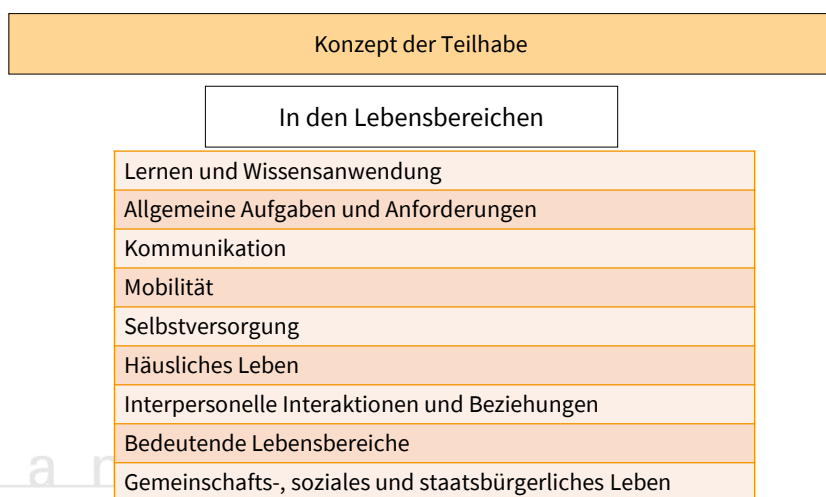 Konzept der Teilhabe
In den Lebensbereichen
Lernen und Wissensanwendung
Allgemeine Aufgaben und Anforderungen
Kommunikation
Mobilität
Selbstversorgung
Häusliches Leben
Interpersonelle Interaktionen und Beziehungen
Bedeutende Lebensbereiche
Gemeinschafts-, soziales und staatsbürgerliches Leben